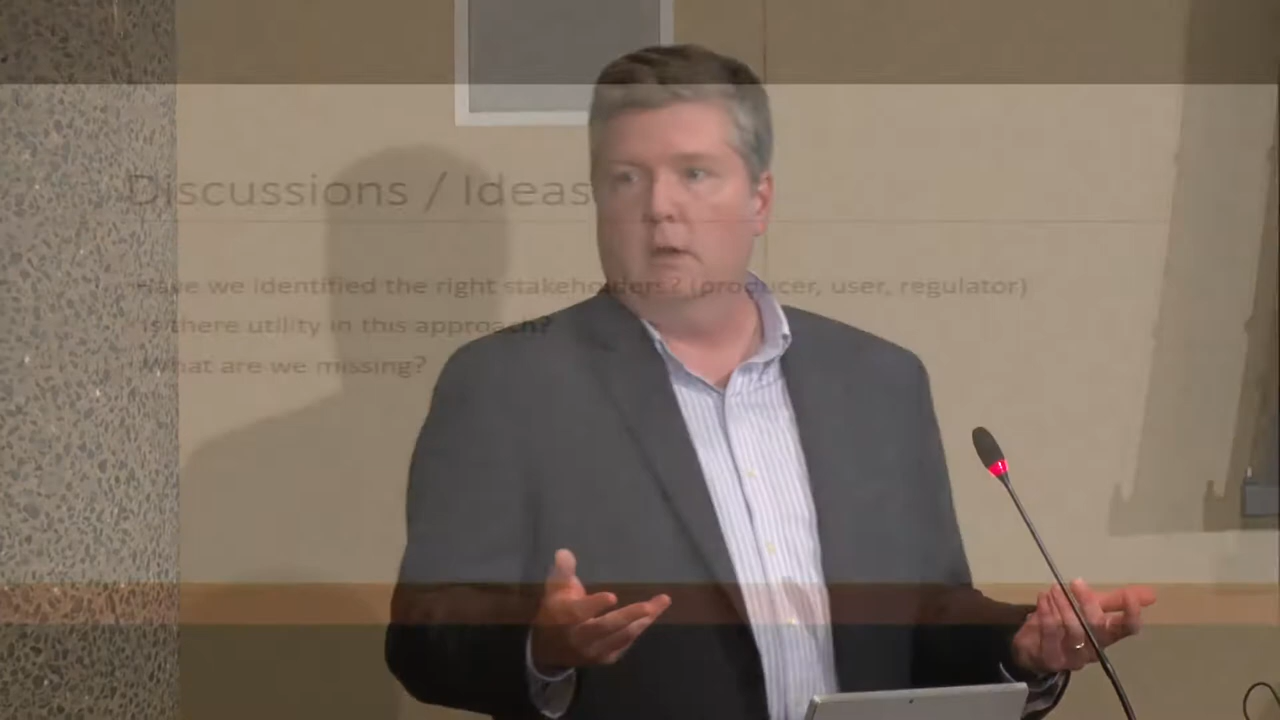 Discussions / Ideas
Have we identified the right stakeholders? (producer, user, regulator)
Is there utility in this approach?
What are we missing?